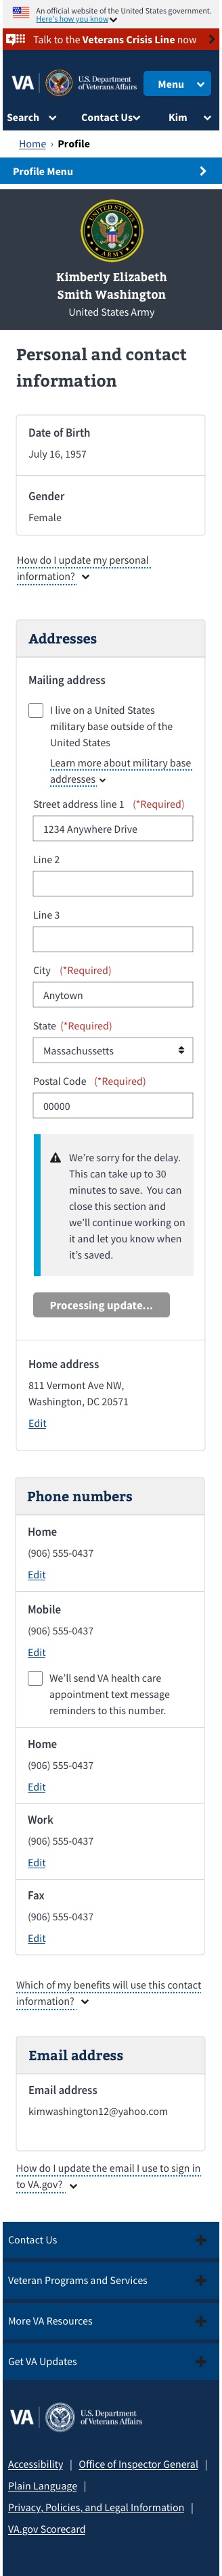 An official website of the United States government.
Here's how you know
Talk to the Veterans Crisis Line now
VA
U.S. Department
of Veterans Affairs
Menu
Search
Contact Us
Kim
Home › Profile
Profile Menu
Kimberly Elizabeth
Smith Washington
United States Army
Personal and contact
information
Date of Birth
July 16, 1957
Gender
Female
How do I update my personal
information?
Addresses
Mailing address
I live on a United States
military base outside of the
United States
Learn more about military base
addresses
Street address line 1 (*Required)
1234 Anywhere Drive
Line 2
Line 3
City (*Required)
Anytown
State (*Required)
Massachussetts
Postal Code (*Required)
00000
We're sorry for the delay.
This can take up to 30
minutes to save. You can
close this section and
we'll continue working on
it and let you know when
it's saved.
Processing update...
Home address
811 Vermont Ave NW,
Washington, DC 20571
Edit
Phone numbers
Home
(906) 555-0437
Edit
Mobile
(906) 555-0437
Edit
We'll send VA health care
appointment text message
reminders to this number.
Home
(906) 555-0437
Edit
Work
(906) 555-0437
Edit
Fax
(906) 555-0437
Edit
Which of my benefits will use this contact
information?
Email address
Email address
kimwashington12@yahoo.com
How do I update the email I use to sign in
to VA.gov?
Contact Us
Veteran Programs and Services
More VA Resources
Get VA Updates
VA
U.S. Department
of Veterans Affairs
Accessibility | Office of Inspector General |
Plain Language |
Privacy, Policies, and Legal Information |
VA.gov Scorecard